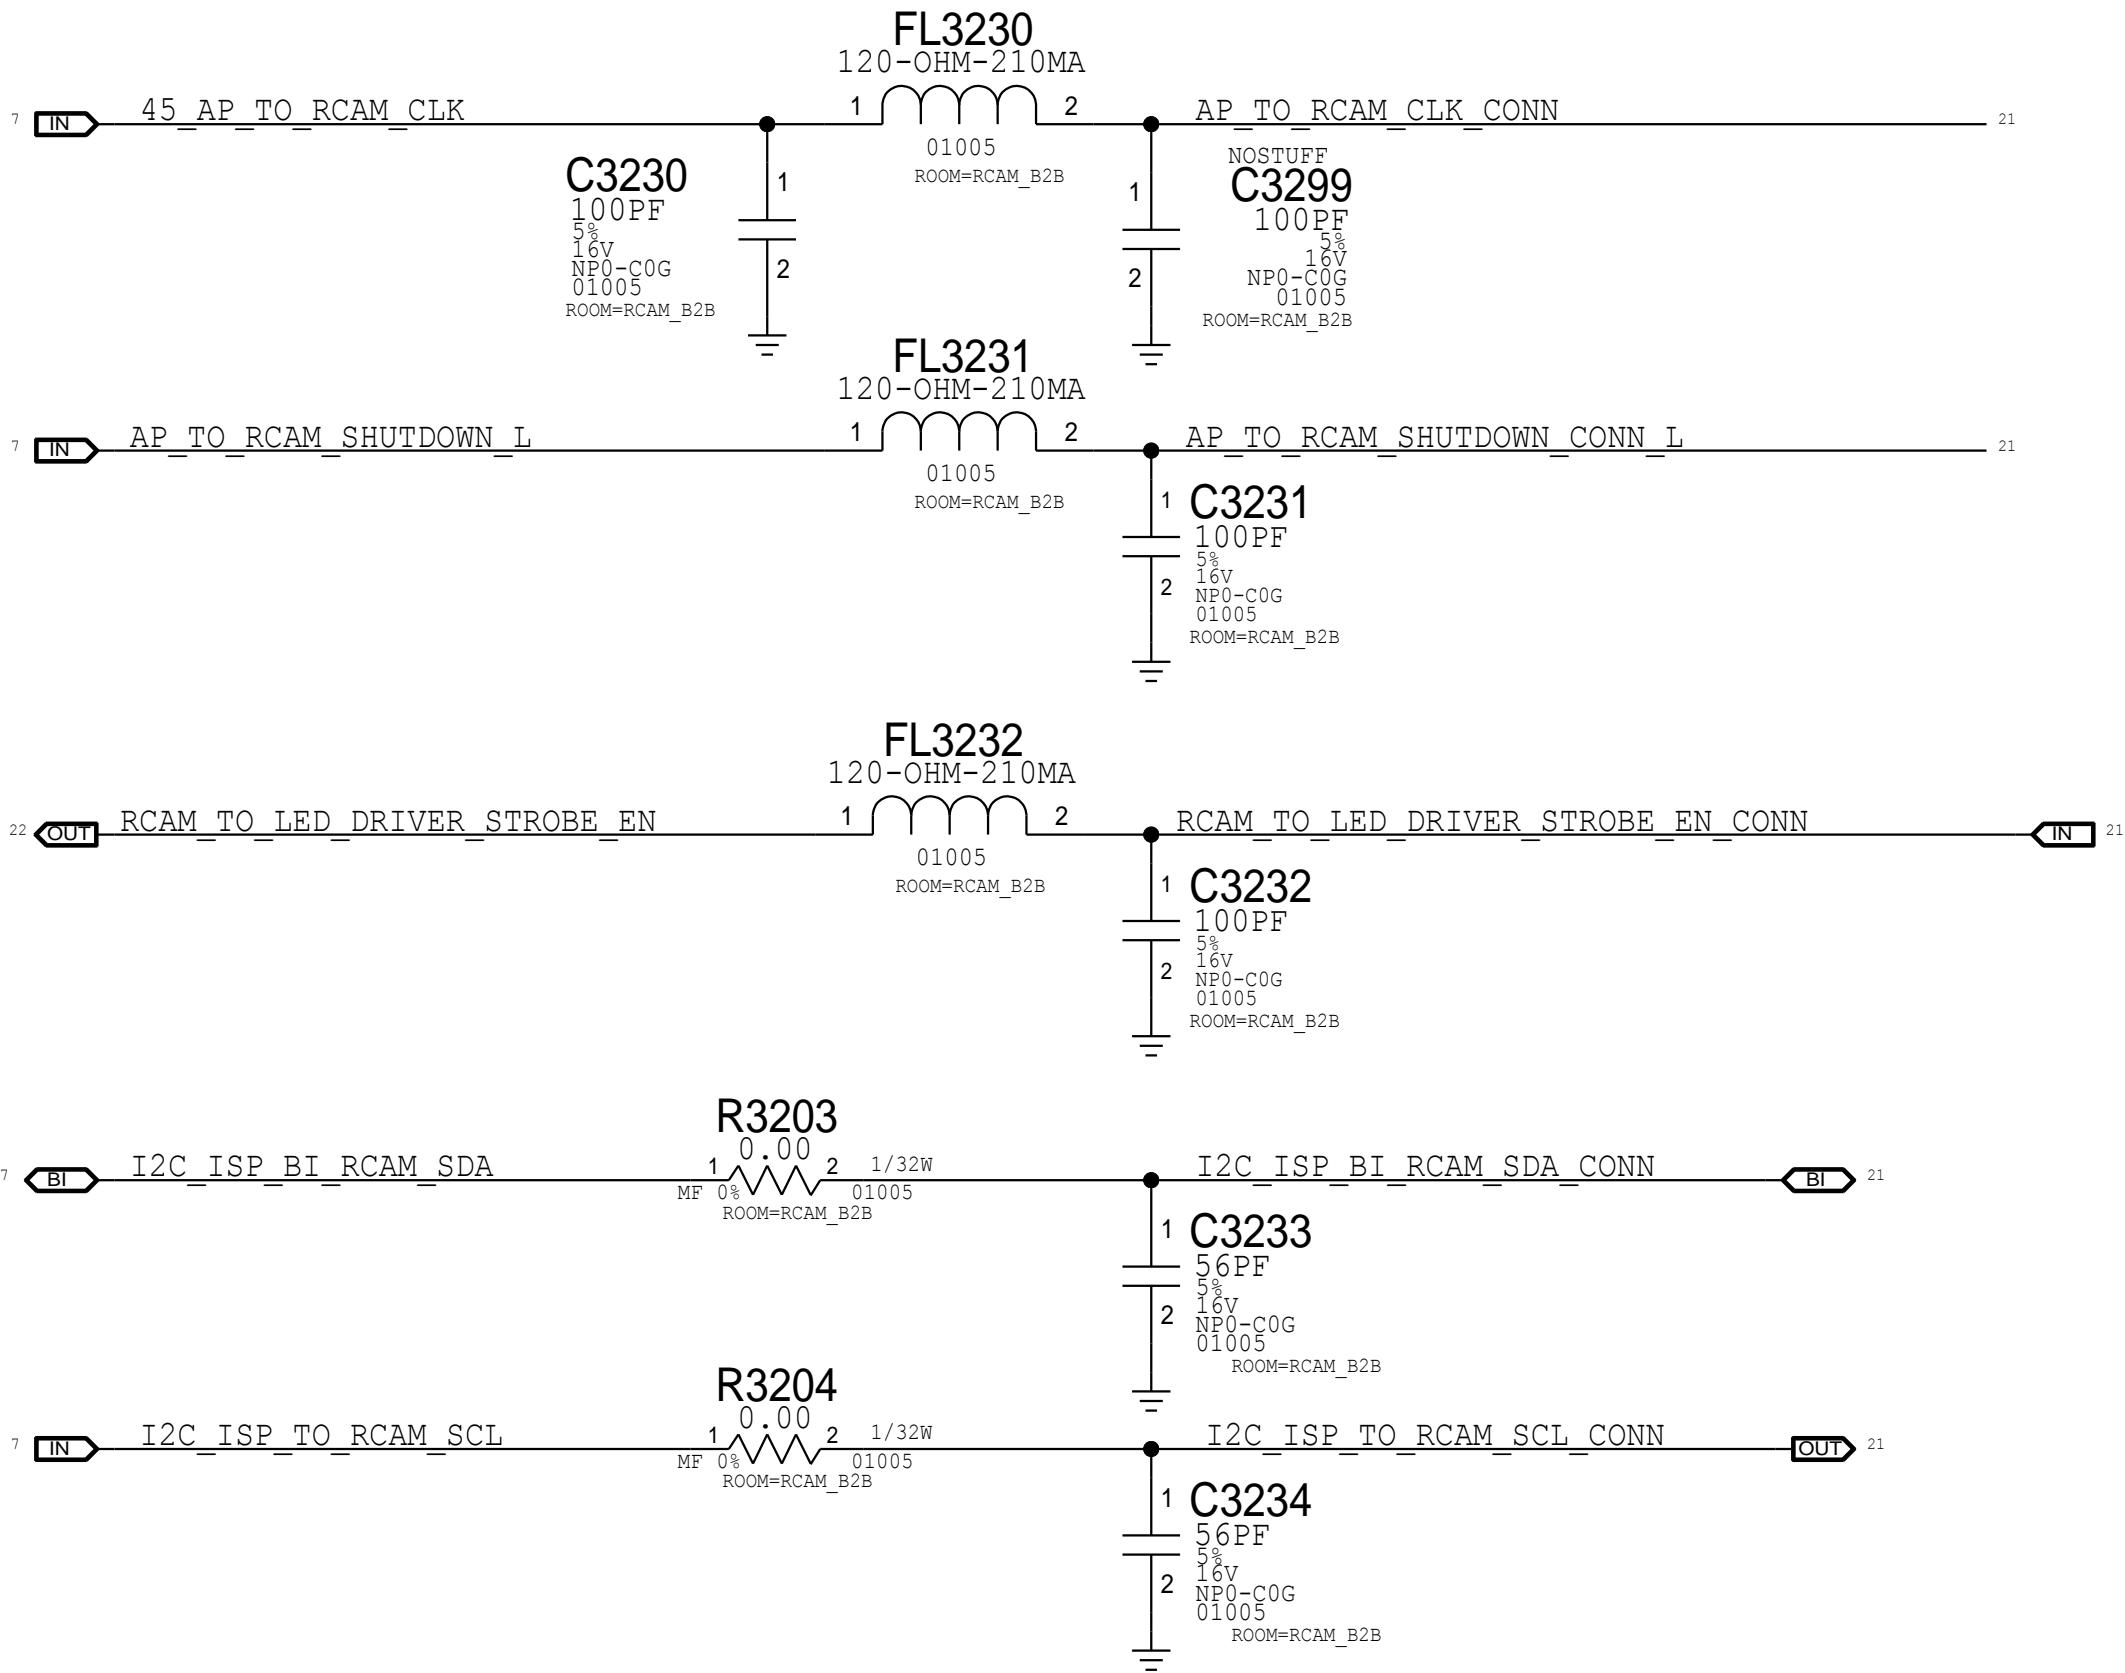 FL3230
120-OHM-210MA
7 IN 45_AP_TO_RCAM_CLK 1 2 AP_TO_RCAM_CLK_CONN 21
01005
ROOM=RCAM_B2B
C3230
100PF
5%
16V
NP0-C0G
01005
ROOM=RCAM_B2B
1
2
NOSTUFF
C3299
100PF
5%
16V
NP0-C0G
01005
ROOM=RCAM_B2B
1
2
FL3231
120-OHM-210MA
7 IN AP_TO_RCAM_SHUTDOWN_L 1 2 AP_TO_RCAM_SHUTDOWN_CONN_L 21
01005
ROOM=RCAM_B2B
1 C3231
100PF
5%
16V
2 NP0-C0G
01005
ROOM=RCAM_B2B
FL3232
120-OHM-210MA
22 OUT RCAM_TO_LED_DRIVER_STROBE_EN 1 2 RCAM_TO_LED_DRIVER_STROBE_EN_CONN IN 21
01005
ROOM=RCAM_B2B
1 C3232
100PF
5%
16V
2 NP0-C0G
01005
ROOM=RCAM_B2B
R3203
0.00
7 BI I2C_ISP_BI_RCAM_SDA 1 2 1/32W I2C_ISP_BI_RCAM_SDA_CONN BI 21
MF 0% 01005
ROOM=RCAM_B2B
1 C3233
56PF
5%
16V
2 NP0-C0G
01005
ROOM=RCAM_B2B
R3204
0.00
7 IN I2C_ISP_TO_RCAM_SCL 1 2 1/32W I2C_ISP_TO_RCAM_SCL_CONN OUT 21
MF 0% 01005
ROOM=RCAM_B2B
1 C3234
56PF
5%
16V
2 NP0-C0G
01005
ROOM=RCAM_B2B